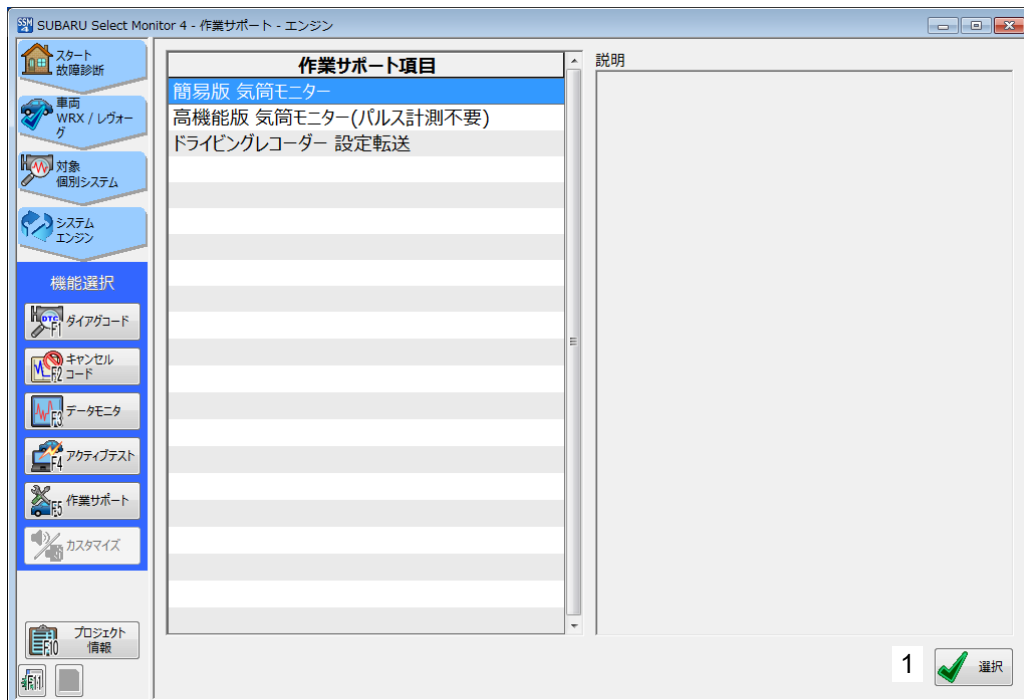 SUBARU Select Monitor 4 - 作業サポート - エンジン
スタート
故障診断
車両
WRX / レヴォー
グ
対象
個別システム
システム
エンジン
機能選択
DTC
F1
ダイアグコード
F2
キャンセル
コード
F3
データモニタ
F4
アクティブテスト
F5
作業サポート
カスタマイズ
F10
プロジェクト
情報
F11
作業サポート項目
簡易版 気筒モニター
高機能版 気筒モニター(パルス計測不要)
ドライビングレコーダー 設定転送
説明
1
選択